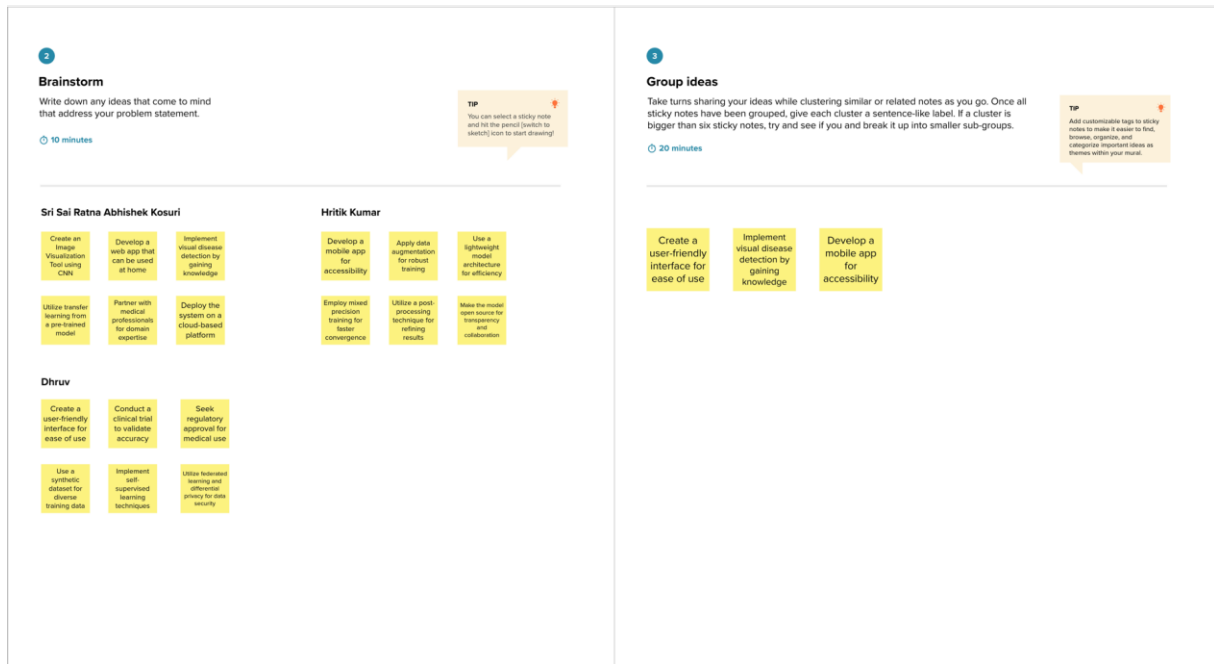 2
Brainstorm
Write down any ideas that come to mind
that address your problem statement.
10 minutes
TIP
You can select a sticky note
and hit the pencil [switch to
sketch] icon to start drawing!
Sri Sai Ratna Abhishek Kosuri
Create an
Image
Visualization
Tool using
CNN
Develop a
web app that
can be used
at home
Implement
visual disease
detection by
gaining
knowledge
Utilize transfer
learning from
a pre-trained
model
Partner with
medical
professionals
for domain
expertise
Deploy the
system on a
cloud-based
platform
Hritik Kumar
Develop a
mobile app
for
accessibility
Apply data
augmentation
for robust
training
Use a
lightweight
model
architecture
for efficiency
Employ mixed
precision
training for
faster
convergence
Utilize a post-
processing
technique for
refining
results
Make the model
open source for
transparency
and
collaboration
Dhruv
Create a
user-friendly
interface for
ease of use
Conduct a
clinical trial
to validate
accuracy
Seek
regulatory
approval for
medical use
Use a
synthetic
dataset for
diverse
training data
Implement
self-
supervised
learning
techniques
Utilize federated
learning and
differential
privacy for data
security
3
Group ideas
Take turns sharing your ideas while clustering similar or related notes as you go. Once all
sticky notes have been grouped, give each cluster a sentence-like label. If a cluster is
bigger than six sticky notes, try and see if you and break it up into smaller sub-groups.
20 minutes
TIP
Add customizable tags to sticky
notes to make it easier to find,
browse, organize, and
categorize important ideas as
themes within your mural.
Create a
user-friendly
interface for
ease of use
Implement
visual disease
detection by
gaining
knowledge
Develop a
mobile app
for
accessibility